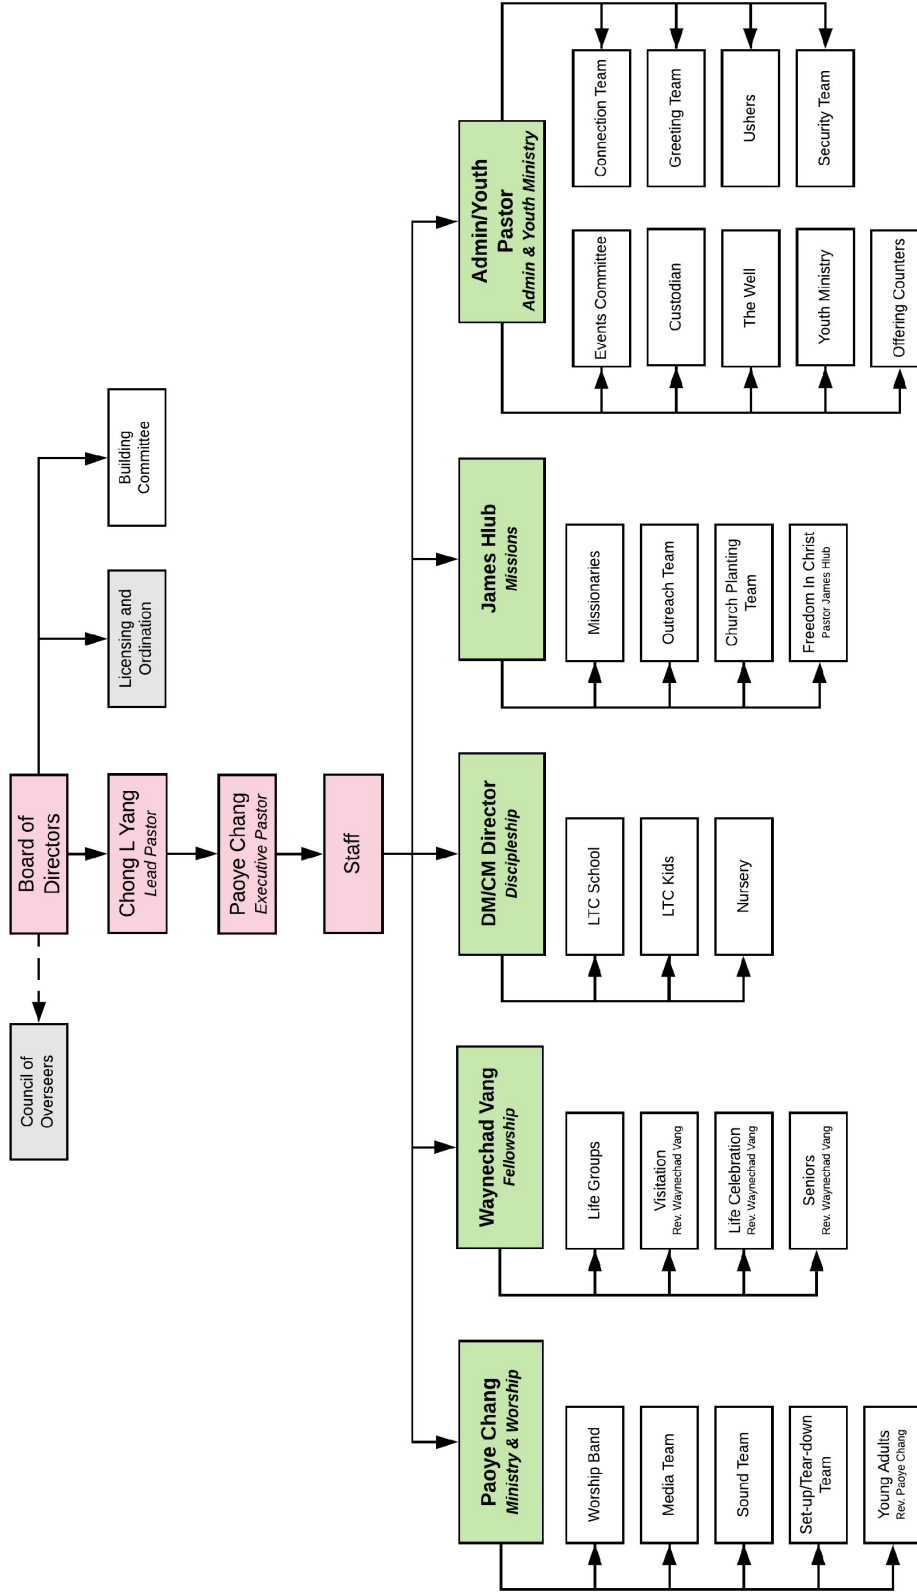 Board of
Directors
Council of
Overseers
Licensing and
Ordination
Building
Committee
Chong L Yang
Lead Pastor
Paoye Chang
Executive Pastor
Staff
Paoye Chang
Ministry & Worship
Worship Band
Media Team
Sound Team
Set-up/Tear-down
Team
Young Adults
Rev. Paoye Chang
Waynechad Vang
Fellowship
Life Groups
Visitation
Rev. Waynechad Vang
Life Celebration
Rev. Waynechad Vang
Seniors
Rev. Waynechad Vang
DM/CM Director
Discipleship
LTC School
LTC Kids
Nursery
James Hlub
Missions
Missionaries
Outreach Team
Church Planting
Team
Freedom In Christ
Pastor James Hlub
Admin/Youth
Pastor
Admin & Youth Ministry
Events Committee
Custodian
The Well
Youth Ministry
Offering Counters
Connection Team
Greeting Team
Ushers
Security Team